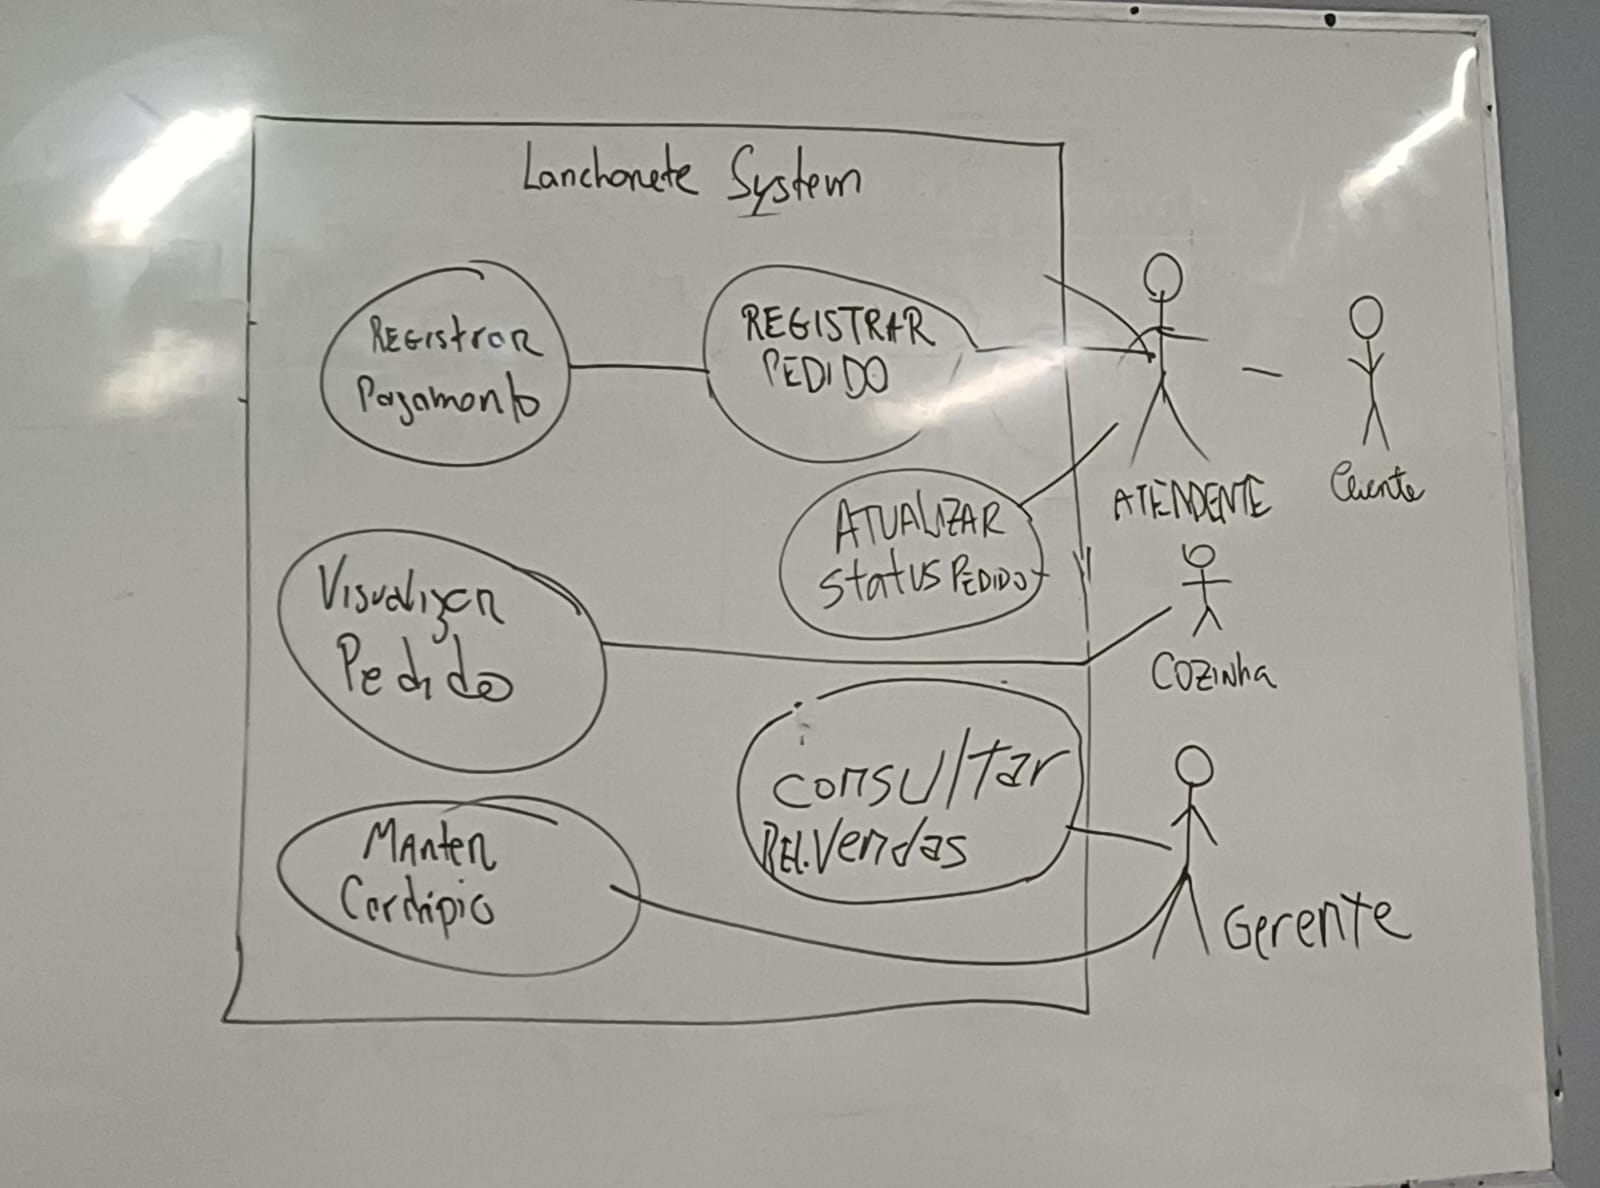 Lanchonete System
REGIStrar
Pagamento
REGISTRAR
PEDIDO
ATENDENTE
Cliente
ATUALIZAR
Status PEDIDO
Visualizar
Pedido
COZINha
consultar
REL. Vendas
MAnter
Cardápio
Gerente